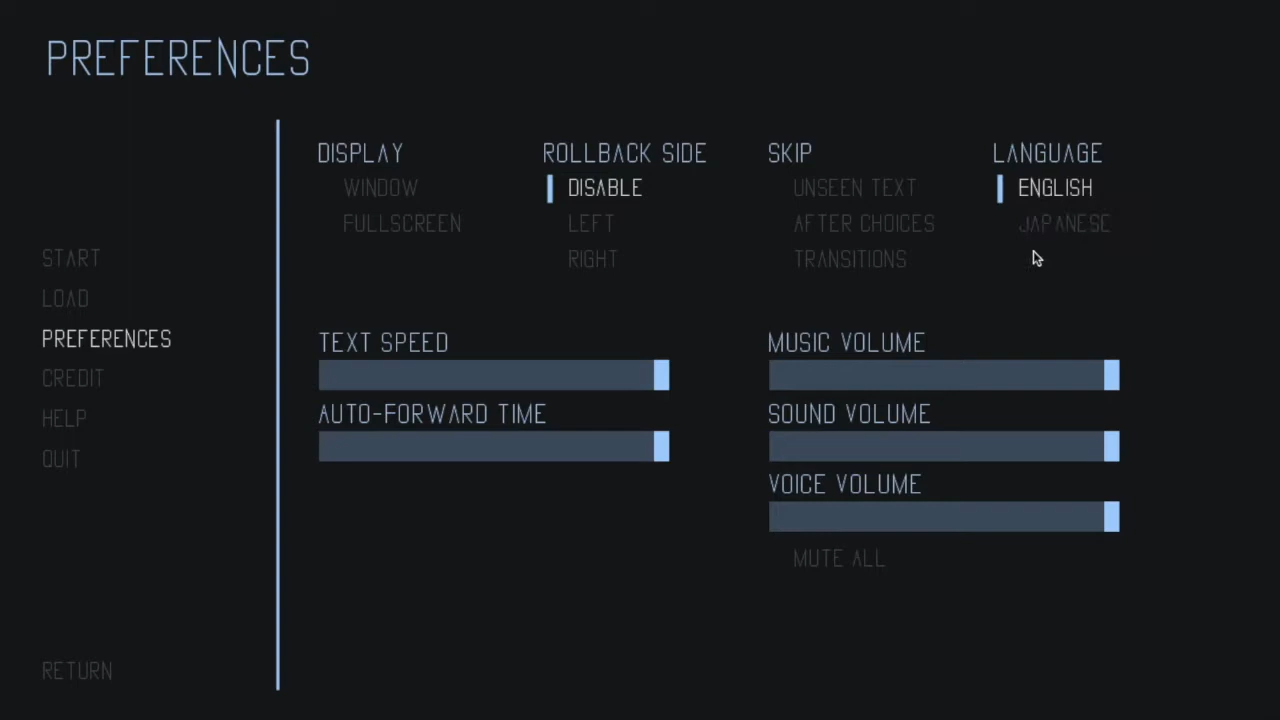 PREFERENCES
START
LOAD
PREFERENCES
CREDIT
HELP
QUIT
RETURN
DISPLAY
WINDOW
FULLSCREEN
ROLLBACK SIDE
DISABLE
LEFT
RIGHT
SKIP
UNSEEN TEXT
AFTER CHOICES
TRANSITIONS
LANGUAGE
ENGLISH
JAPANESE
TEXT SPEED
AUTO-FORWARD TIME
MUSIC VOLUME
SOUND VOLUME
VOICE VOLUME
MUTE ALL